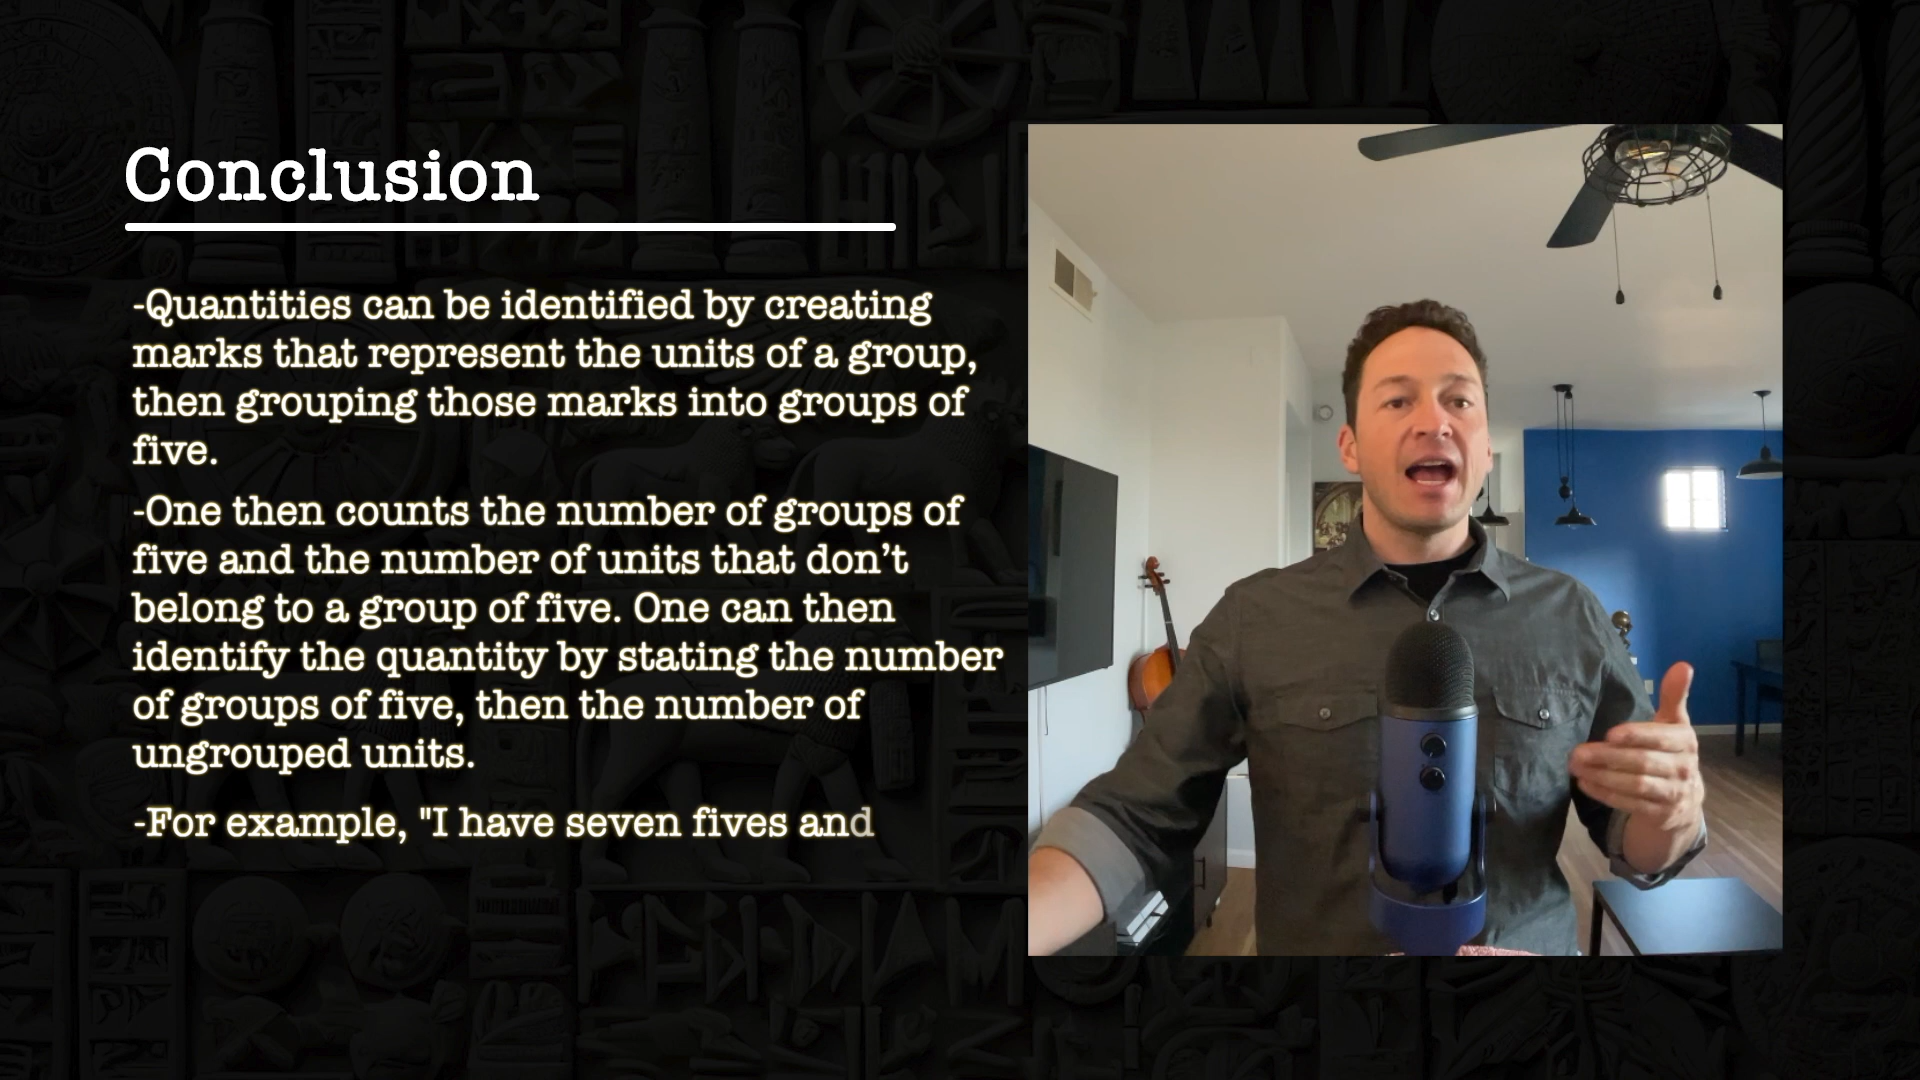 Conclusion
-Quantities can be identified by creating
marks that represent the units of a group,
then grouping those marks into groups of
five.
-One then counts the number of groups of
five and the number of units that don’t
belong to a group of five. One can then
identify the quantity by stating the number
of groups of five, then the number of
ungrouped units.
-For example, "I have seven fives and